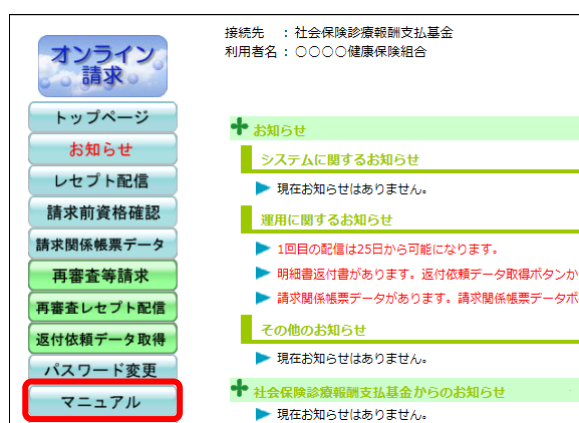 接続先 ：社会保険診療報酬支払基金
利用者名：〇〇〇〇健康保険組合
オンライン
請求
トップページ
お知らせ
レセプト配信
請求前資格確認
請求関係帳票データ
再審査等請求
再審査レセプト配信
返付依頼データ取得
パスワード変更
マニュアル
お知らせ
システムに関するお知らせ
現在お知らせはありません。
運用に関するお知らせ
1回目の配信は25日から可能になります。
明細書返付書があります。返付依頼データ取得ボタンか
請求関係帳票データがあります。請求関係帳票データボ
その他のお知らせ
現在お知らせはありません。
社会保険診療報酬支払基金からのお知らせ
現在お知らせはありません。